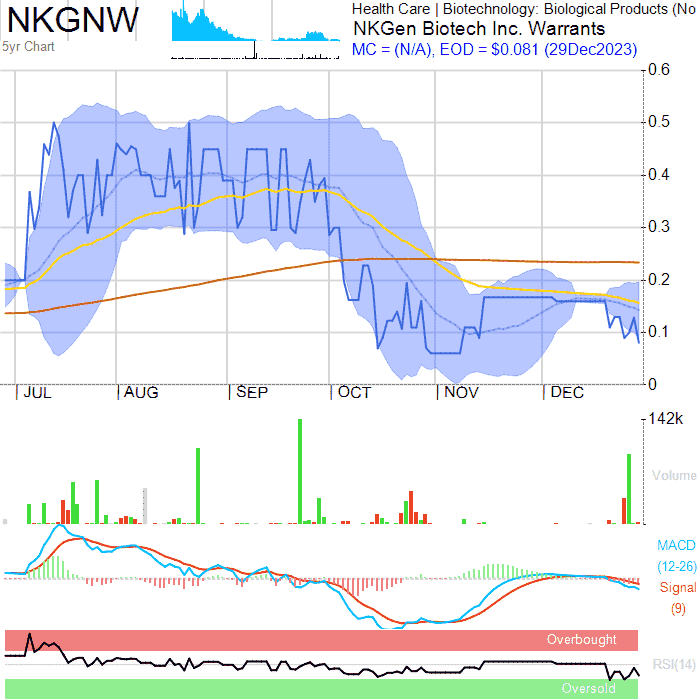 NKGNW
5yr Chart
Health Care | Biotechnology: Biological Products (No
NKGen Biotech Inc. Warrants
MC = (N/A), EOD = $0.081 (29Dec2023)
0.6
0.5
0.4
0.3
0.2
0.1
0
JUL AUG SEP OCT NOV DEC
142k
Volume
MACD
(12-26)
Signal
(9)
Overbought
RSI(14)
Oversold